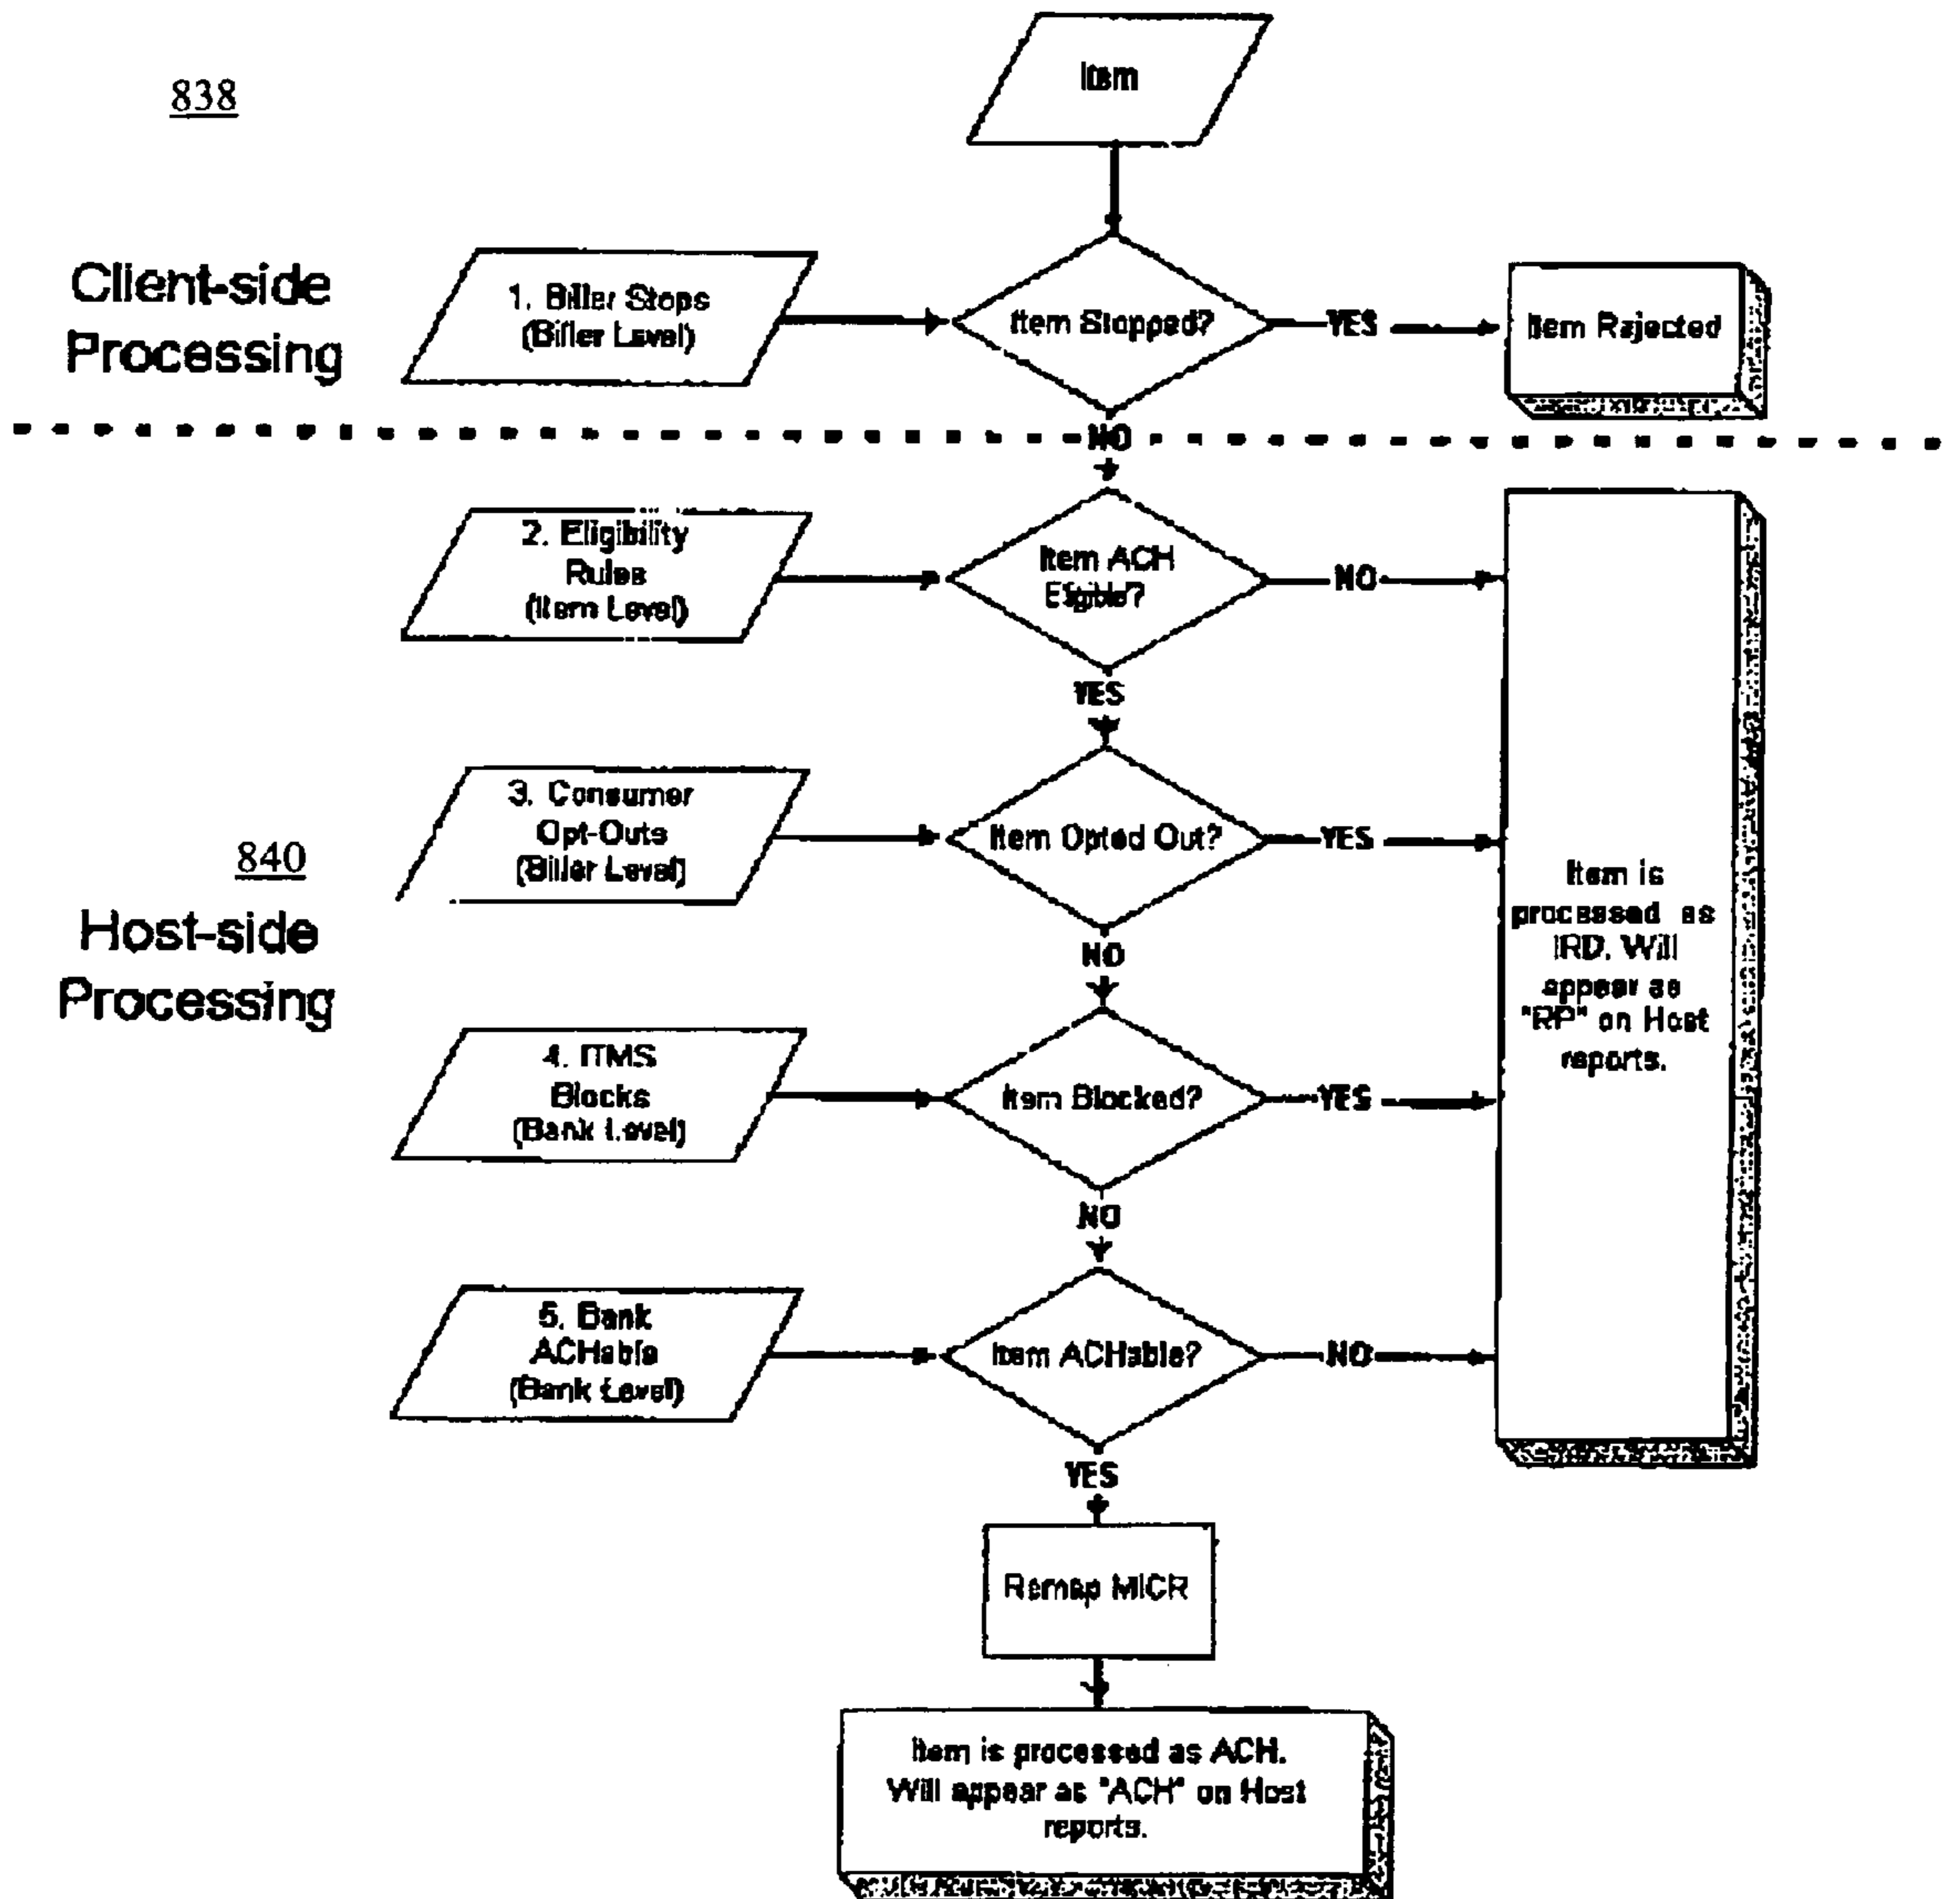 838
Item
Client-side
Processing
1. Biller Stops
(Biller Level)
Item Stopped?
YES
Item Rejected
NO
2. Eligibility
Rules
(Item Level)
Item ACH
Eligible?
NO
YES
3. Consumer
Opt-Outs
(Biller Level)
Item Opted Out?
YES
840
Host-side
Processing
Item is
processed as
IRD. Will
appear as
"RP" on Host
reports.
NO
4. ITMS
Blocks
(Bank Level)
Item Blocked?
YES
NO
5. Bank
ACHable
(Bank Level)
Item ACHable?
NO
YES
Remap MICR
Item is processed as ACH.
Will appear as "ACH" on Host
reports.